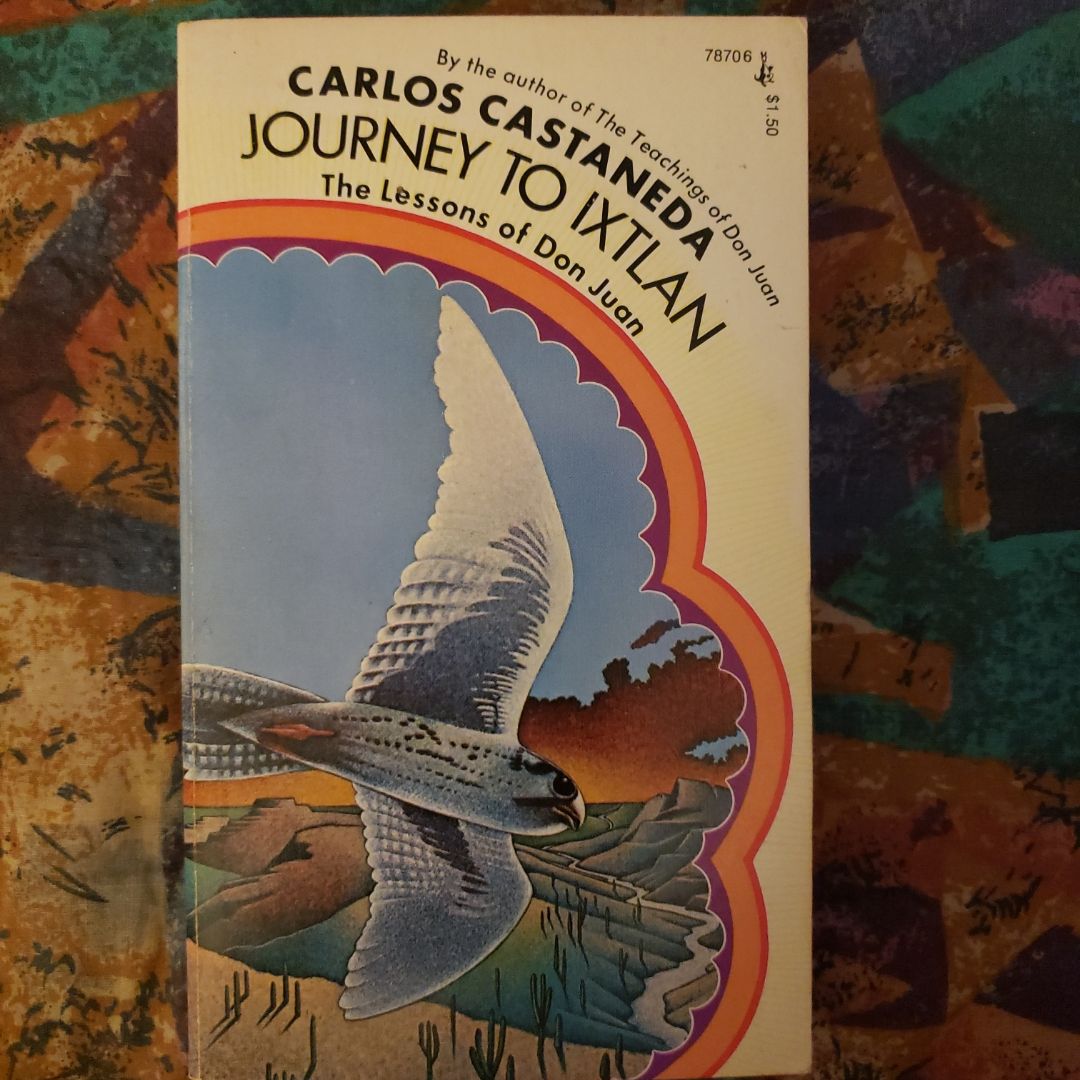 78706
$1.50
By the author of The Teachings of Don Juan
CARLOS CASTANEDA
JOURNEY TO IXTLAN
The Lessons of Don Juan